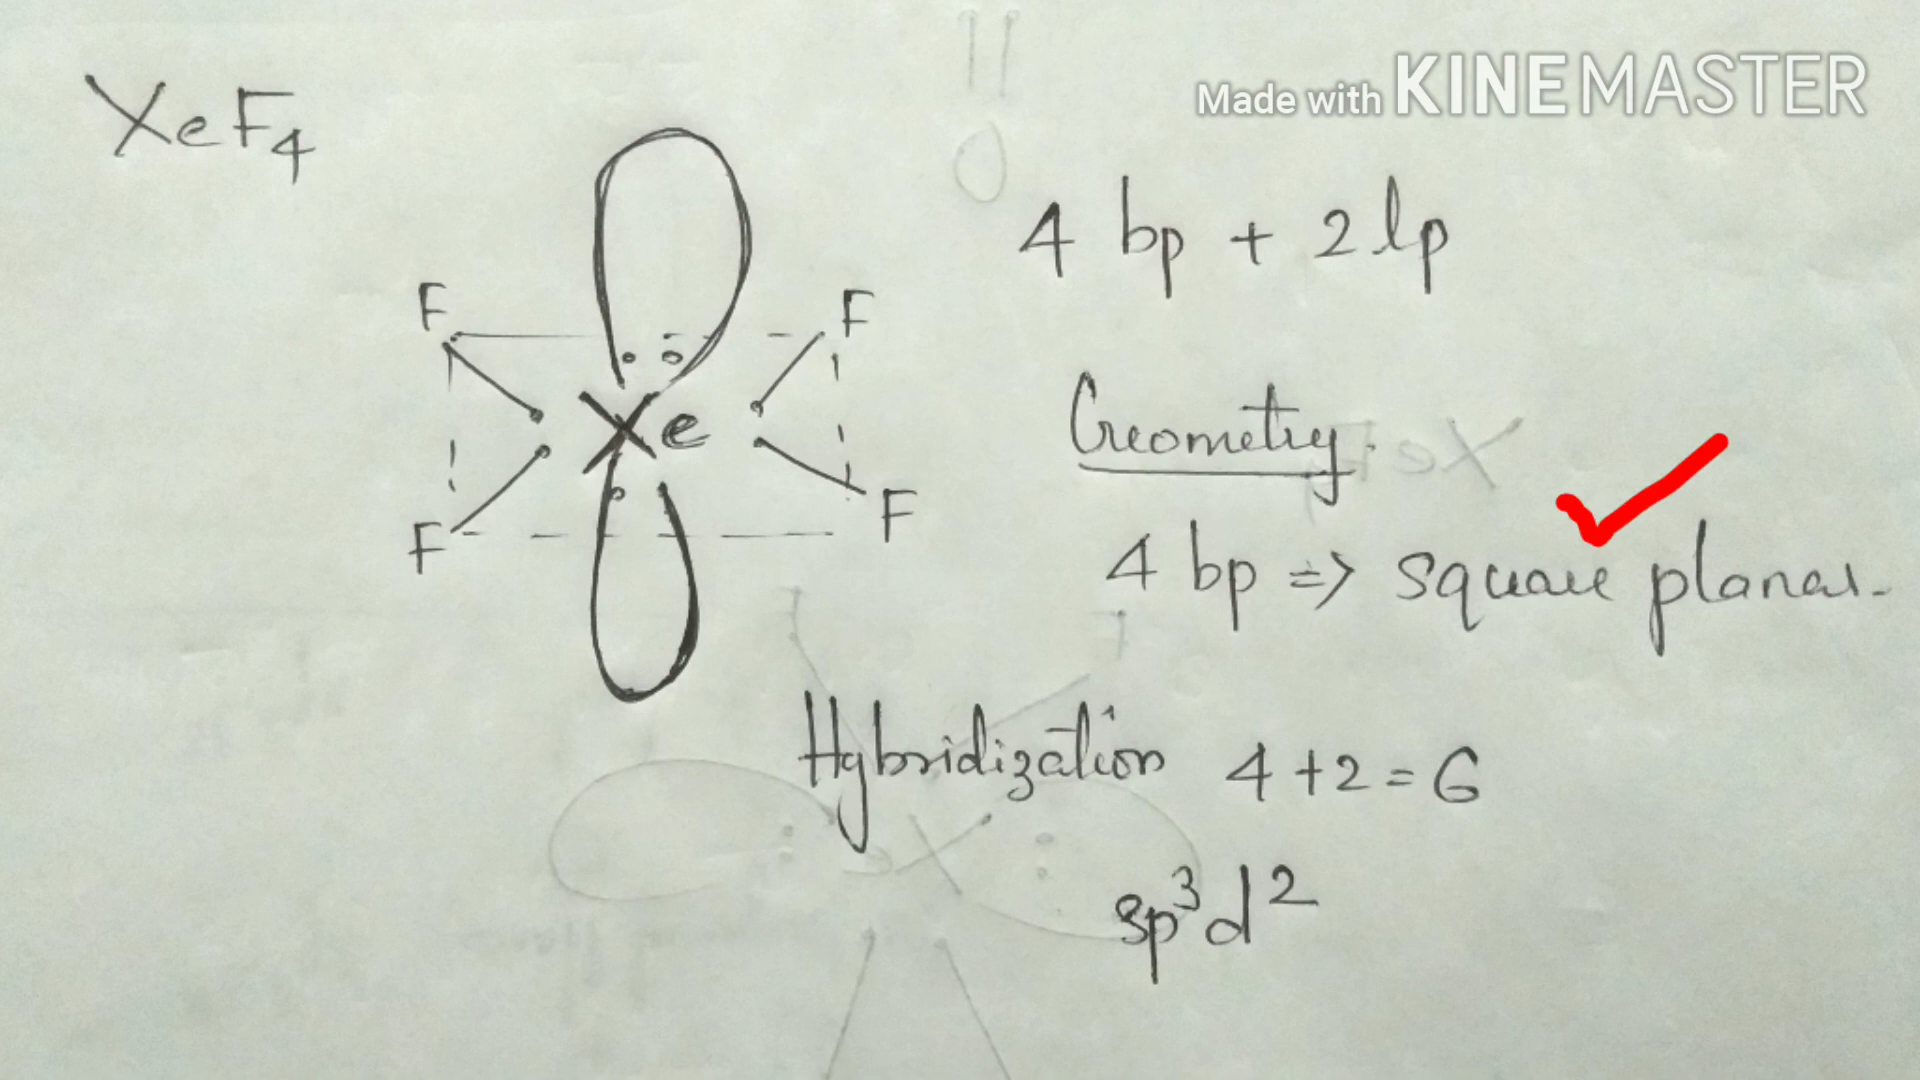 XeF4
Made with KINEMASTER
4 bp + 2 lp
F F
Xe
F F
Geometry
4 bp => square planar.
Hybridization 4 + 2 = 6
sp³d²